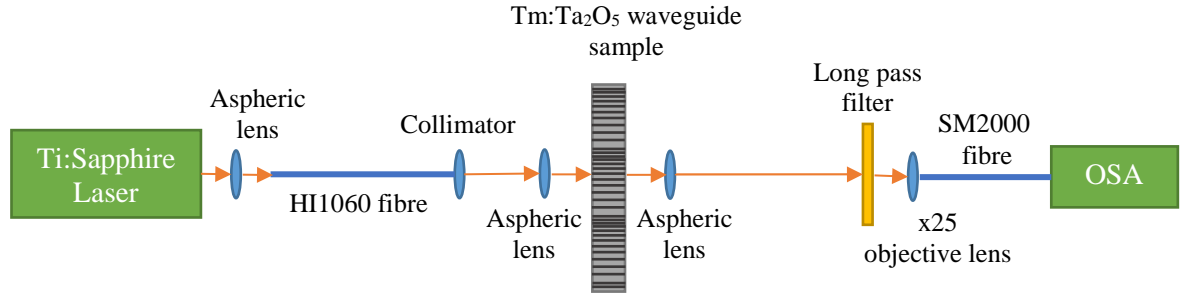 Tm:Ta₂O₅ waveguide
sample
Long pass
filter
Aspheric
lens
Collimator
SM2000
fibre
Ti:Sapphire
Laser
OSA
HI1060 fibre
Aspheric
lens
Aspheric
lens
x25
objective lens